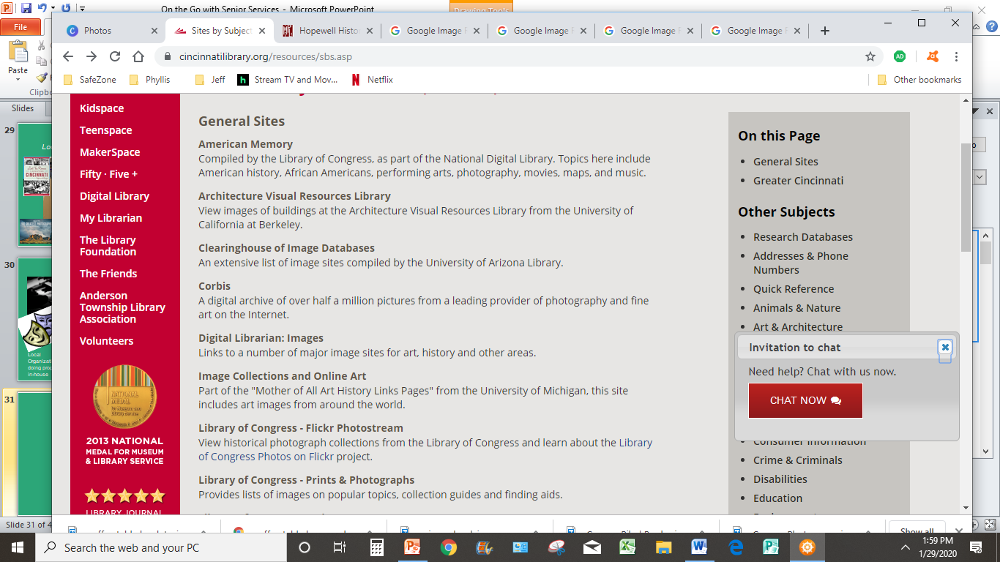 On the Go with Senior Services - Microsoft PowerPoint
Drawing Tools
File
Paste
Slides
29
30
Local
doing
in-house
31
Slide 31 of 4
Photos
Sites by Subject
Hopewell Histo
Google Image
Google Image
Google Image
Google Image
cincinnatilibrary.org/resources/sbs.asp
AD
SafeZone
Phyllis
Jeff
Stream TV and Mov...
Netflix
Other bookmarks
Kidspace
Teenspace
MakerSpace
Fifty · Five +
Digital Library
My Librarian
The Library
Foundation
The Friends
Anderson
Township Library
Association
Volunteers
NATIONAL
MEDAL
2013 NATIONAL
MEDAL FOR MUSEUM
& LIBRARY SERVICE
LIBRARY JOURNAL
General Sites
American Memory
Compiled by the Library of Congress, as part of the National Digital Library. Topics here include
American history, African Americans, performing arts, photography, movies, maps, and music.
Architecture Visual Resources Library
View images of buildings at the Architecture Visual Resources Library from the University of
California at Berkeley.
Clearinghouse of Image Databases
An extensive list of image sites compiled by the University of Arizona Library.
Corbis
A digital archive of over half a million pictures from a leading provider of photography and fine
art on the Internet.
Digital Librarian: Images
Links to a number of major image sites for art, history and other areas.
Image Collections and Online Art
Part of the "Mother of All Art History Links Pages" from the University of Michigan, this site
includes art images from around the world.
Library of Congress - Flickr Photostream
View historical photograph collections from the Library of Congress and learn about the Library
of Congress Photos on Flickr project.
Library of Congress - Prints & Photographs
Provides lists of images on popular topics, collection guides and finding aids.
On this Page
General Sites
Greater Cincinnati
Other Subjects
Research Databases
Addresses & Phone
Numbers
Quick Reference
Animals & Nature
Art & Architecture
Invitation to chat
Need help? Chat with us now.
CHAT NOW
Consumer Information
Crime & Criminals
Disabilities
Education
Show all
Search the web and your PC
1:59 PM
1/29/2020